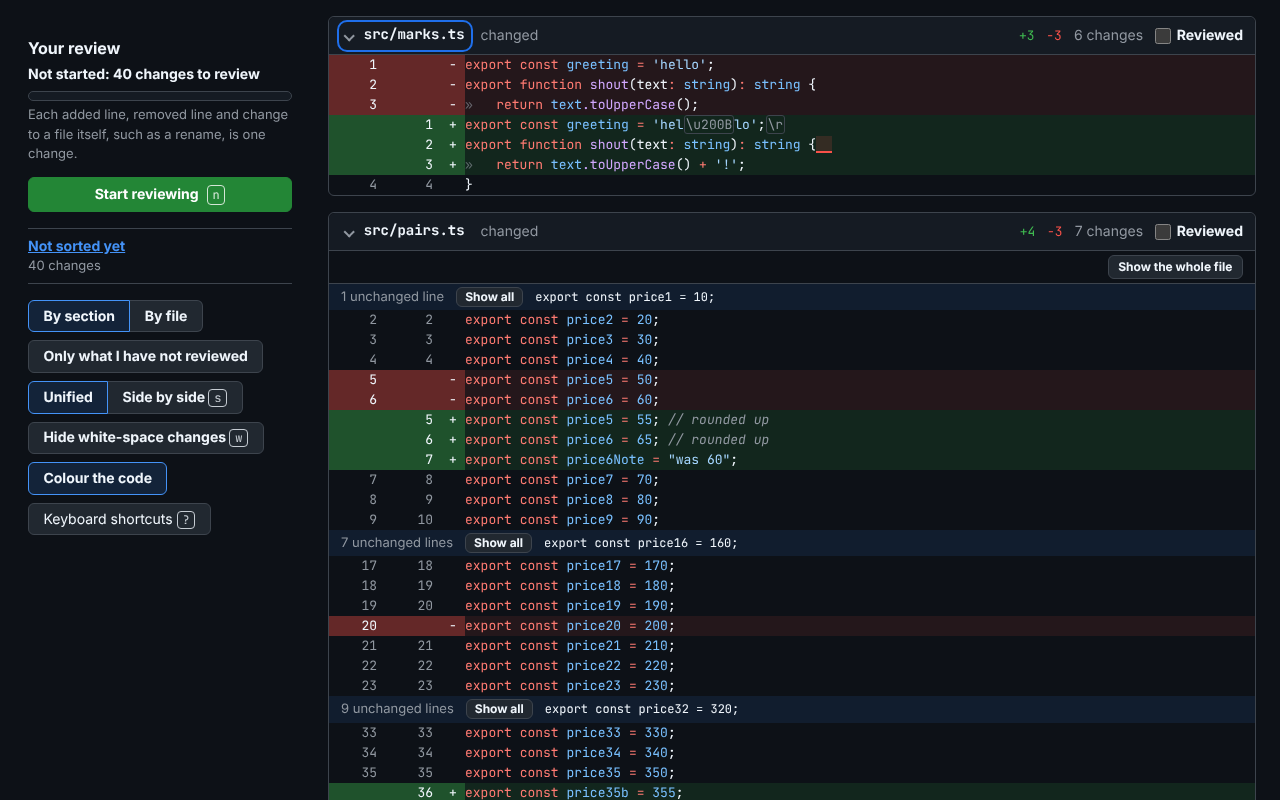 Your review
Not started: 40 changes to review
Each added line, removed line and change
to a file itself, such as a rename, is one
change.
Start reviewing n
Not sorted yet
40 changes
By section By file
Only what I have not reviewed
Unified Side by side s
Hide white-space changes w
Colour the code
Keyboard shortcuts ?
src/marks.ts changed +3 -3 6 changes Reviewed
1 - export const greeting = 'hello';
2 - export function shout(text: string): string {
3 - » return text.toUpperCase();
1 + export const greeting = 'hel\u200Blo';\r
2 + export function shout(text: string): string {
3 + » return text.toUpperCase() + '!';
4 4 }
src/pairs.ts changed +4 -3 7 changes Reviewed
Show the whole file
1 unchanged line Show all export const price1 = 10;
2 2 export const price2 = 20;
3 3 export const price3 = 30;
4 4 export const price4 = 40;
5 - export const price5 = 50;
6 - export const price6 = 60;
5 + export const price5 = 55; // rounded up
6 + export const price6 = 65; // rounded up
7 + export const price6Note = "was 60";
7 8 export const price7 = 70;
8 9 export const price8 = 80;
9 10 export const price9 = 90;
7 unchanged lines Show all export const price16 = 160;
17 18 export const price17 = 170;
18 19 export const price18 = 180;
19 20 export const price19 = 190;
20 - export const price20 = 200;
21 21 export const price21 = 210;
22 22 export const price22 = 220;
23 23 export const price23 = 230;
9 unchanged lines Show all export const price32 = 320;
33 33 export const price33 = 330;
34 34 export const price34 = 340;
35 35 export const price35 = 350;
36 + export const price35b = 355;